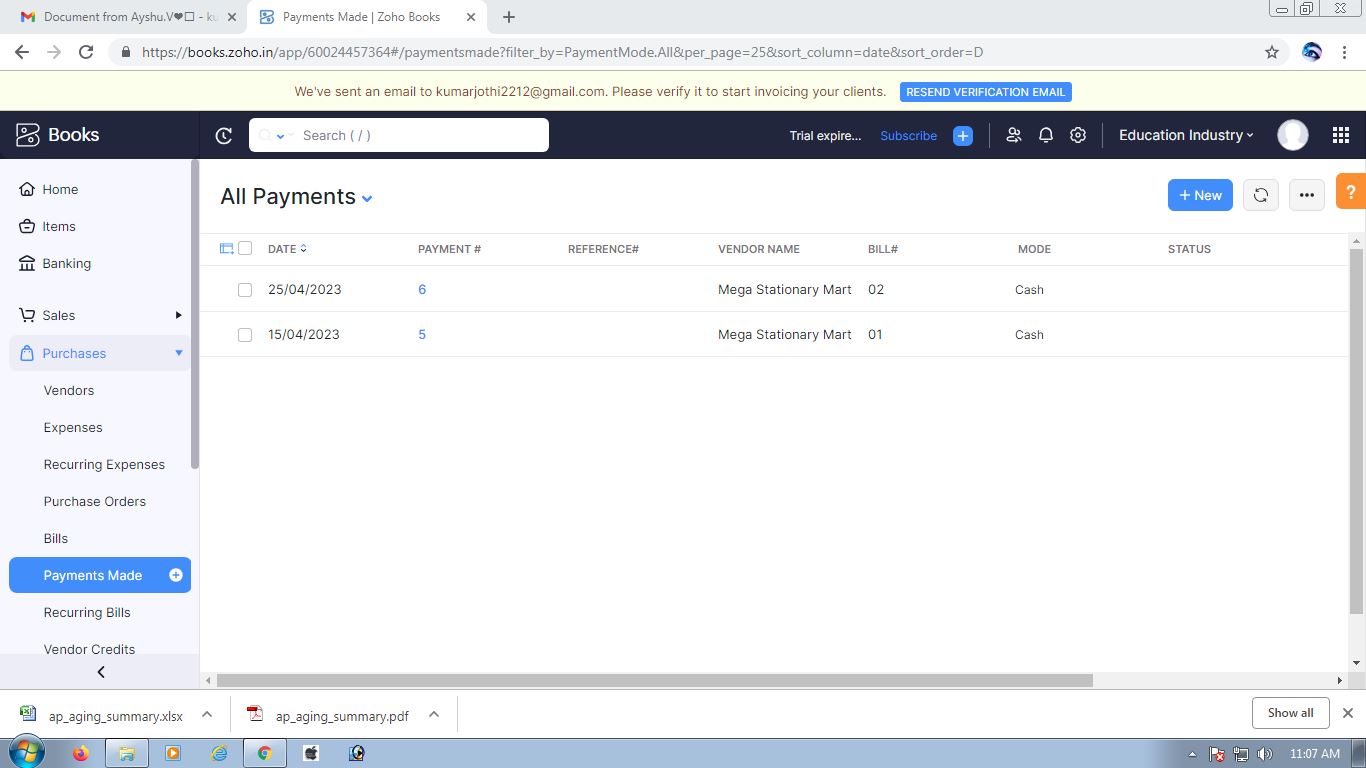 Document from Ayshu.V❤ - ku
Payments Made | Zoho Books
https://books.zoho.in/app/60024457364#/paymentsmade?filter_by=PaymentMode.All&per_page=25&sort_column=date&sort_order=D
We've sent an email to kumarjothi2212@gmail.com. Please verify it to start invoicing your clients. RESEND VERIFICATION EMAIL
Books
Search ( / )
Trial expire... Subscribe
Education Industry
Home
Items
Banking
Sales
Purchases
Vendors
Expenses
Recurring Expenses
Purchase Orders
Bills
Payments Made
Recurring Bills
Vendor Credits
All Payments
+ New
?
DATE PAYMENT # REFERENCE# VENDOR NAME BILL# MODE STATUS
25/04/2023 6 Mega Stationary Mart 02 Cash
15/04/2023 5 Mega Stationary Mart 01 Cash
ap_aging_summary.xlsx
ap_aging_summary.pdf
Show all
11:07 AM